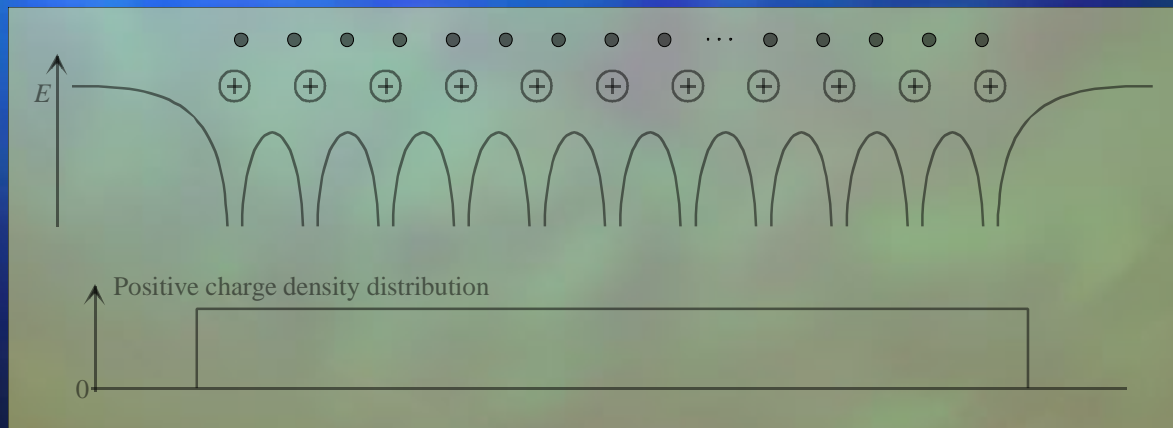 ...
E
+ + + + + + + + + + +
Positive charge density distribution
0